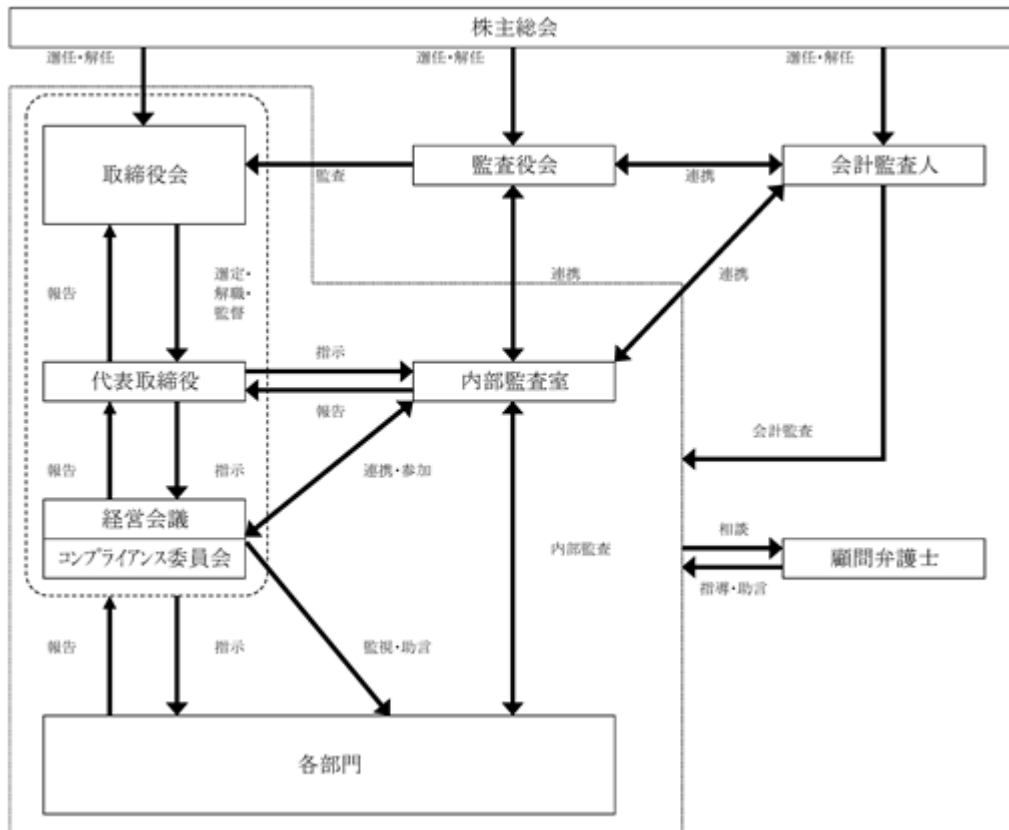 株主総会
選任・解任
選任・解任
選任・解任
取締役会
監査
監査役会
連携
会計監査人
報告
選定・
解職・
監督
連携
連携
代表取締役
指示
報告
内部監査室
報告
指示
連携・参加
会計監査
経営会議
コンプライアンス委員会
内部監査
相談
顧問弁護士
指導・助言
報告
指示
監視・助言
各部門